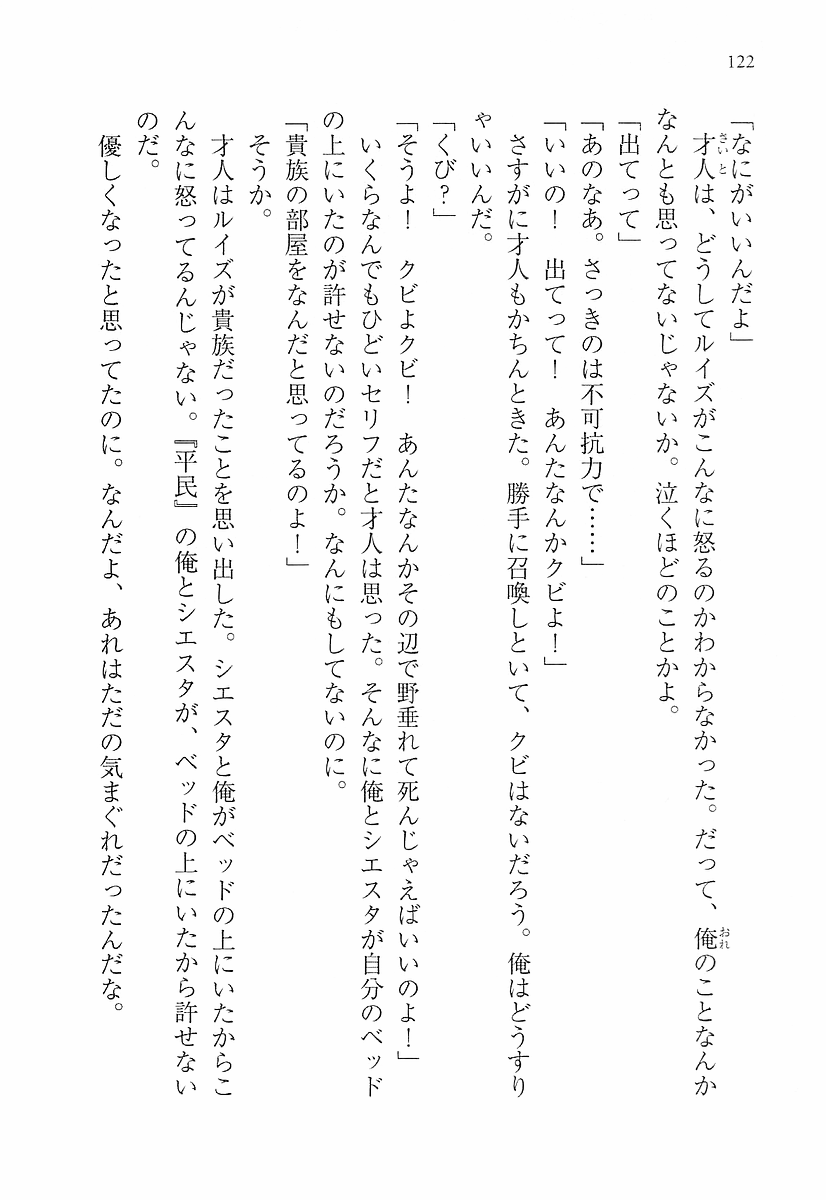 122
「なにがいいんだよ」
才人は、どうしてルイズがこんなに怒るのかわからなかった。だって、俺のことなんか
なんとも思ってないじゃないか。泣くほどのことかよ。
「出てって」
「あのなあ。さっきのは不可抗力で……」
「いいの！　出てって！　あんたなんかクビよ！」
さすがに才人もかちんときた。勝手に召喚しといて、クビはないだろう。俺はどうすり
ゃいいんだ。
「くび？」
「そうよ！　クビよクビ！　あんたなんかその辺で野垂れて死んじゃえばいいのよ！」
いくらなんでもひどいセリフだと才人は思った。そんなに俺とシエスタが自分のベッド
の上にいたのが許せないのだろうか。なんにもしてないのに。
「貴族の部屋をなんだと思ってるのよ！」
そうか。
才人はルイズが貴族だったことを思い出した。シエスタと俺がベッドの上にいたからこ
んなに怒ってるんじゃない。『平民』の俺とシエスタが、ベッドの上にいたから許せない
のだ。
優しくなったと思ってたのに。なんだよ、あれはただの気まぐれだったんだな。